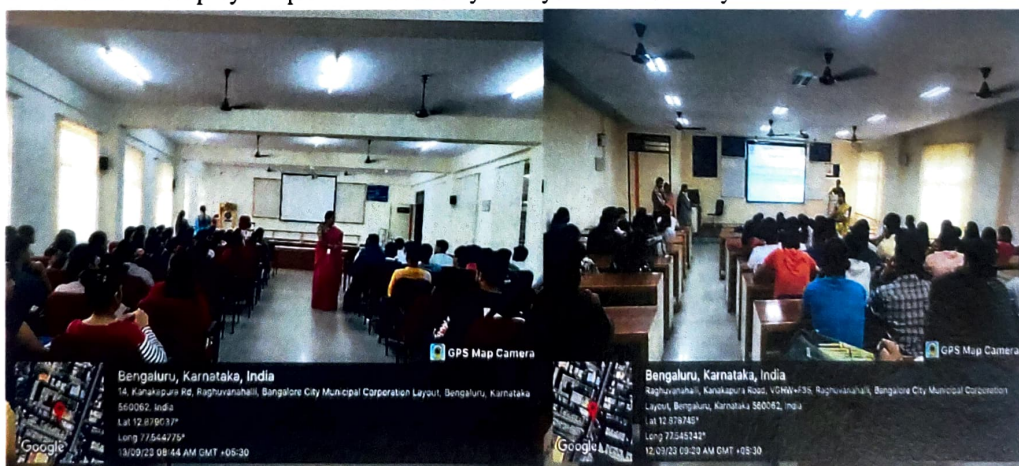 GPS Map Camera
Bengaluru, Karnataka, India
14, Kanakapura Rd, Raghuvanahalli, Bangalore City Municipal Corporation Layout, Bengaluru, Karnataka
560062, India
Lat 12.879037°
Long 77.544775°
13/09/23 08:44 AM GMT +05:30
Google
GPS Map Camera
Bengaluru, Karnataka, India
Raghuvanahalli, Kanakapura Road, VGHW+F35, Raghuvanahalli, Bangalore City Municipal Corporation
Layout, Bengaluru, Karnataka 560062, India
Lat 12.878745°
Long 77.545242°
12/09/23 09:20 AM GMT +05:30
Google